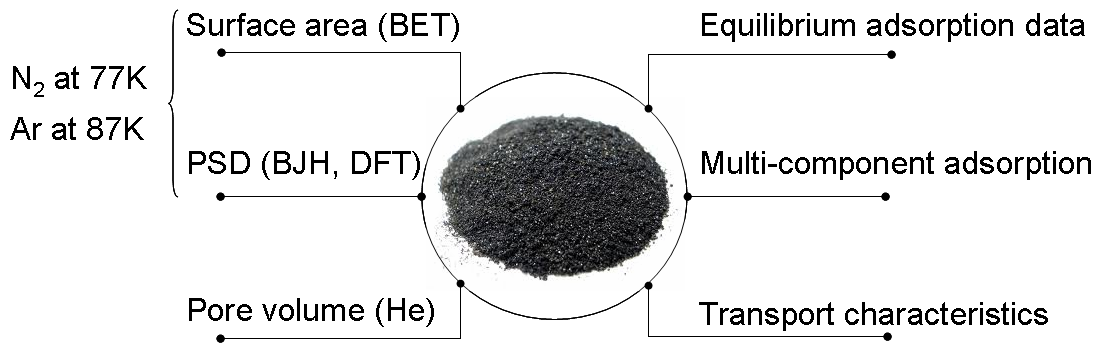 Surface area (BET)
Equilibrium adsorption data
N₂ at 77K
Ar at 87K
PSD (BJH, DFT)
Multi-component adsorption
Pore volume (He)
Transport characteristics